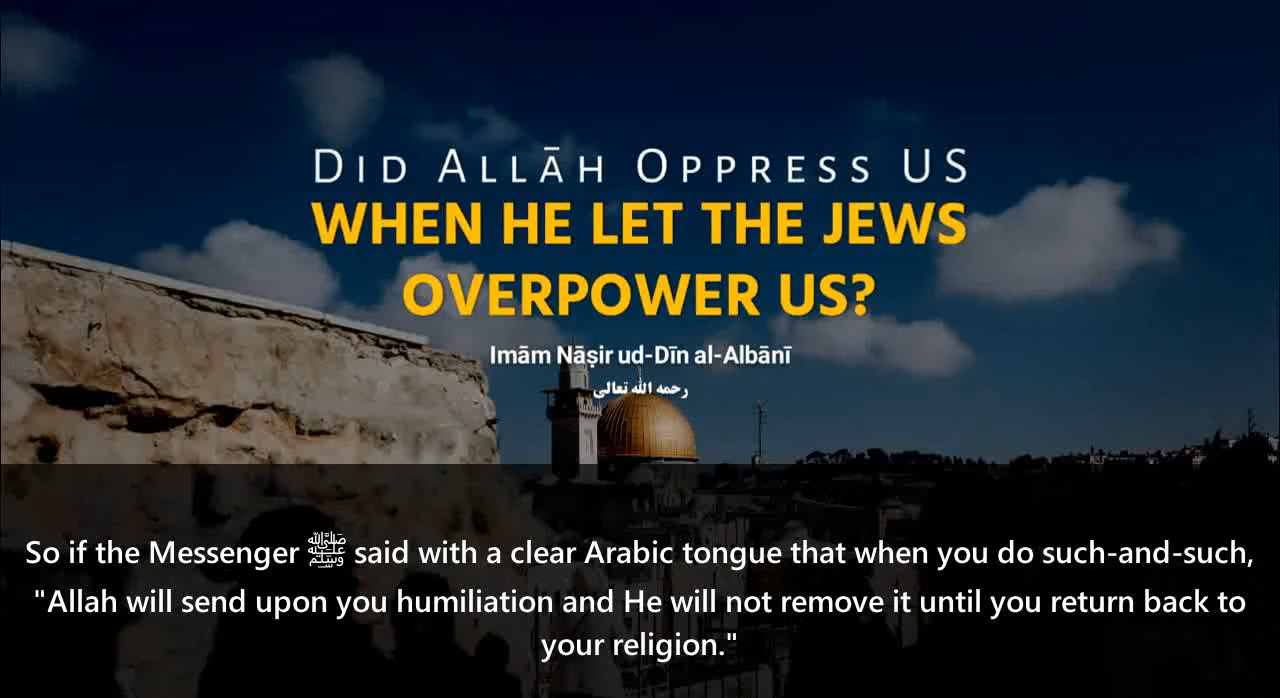 DID ALLĀH OPPRESS US
WHEN HE LET THE JEWS
OVERPOWER US?
Imām Nāṣir ud-Dīn al-Albānī
رحمه الله تعالى
So if the Messenger ﷺ said with a clear Arabic tongue that when you do such-and-such,
"Allah will send upon you humiliation and He will not remove it until you return back to
your religion."